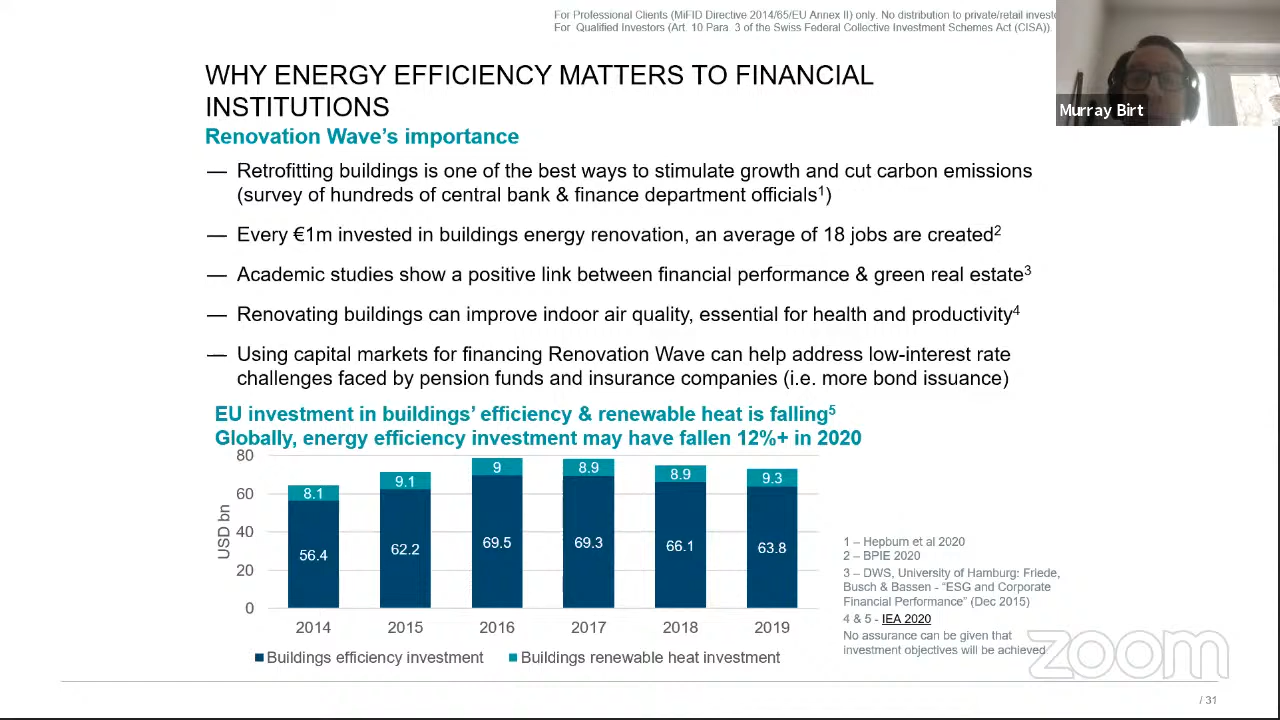 For Professional Clients (MiFID Directive 2014/65/EU Annex II) only. No distribution to private/retail
For Qualified Investors (Art. 10 Para. 3 of the Swiss Federal Collective Investment Schemes Act (CISA)).
Murray Birt
WHY ENERGY EFFICIENCY MATTERS TO FINANCIAL
INSTITUTIONS
Renovation Wave's importance
— Retrofitting buildings is one of the best ways to stimulate growth and cut carbon emissions
(survey of hundreds of central bank & finance department officials¹)
— Every €1m invested in buildings energy renovation, an average of 18 jobs are created²
— Academic studies show a positive link between financial performance & green real estate³
— Renovating buildings can improve indoor air quality, essential for health and productivity⁴
— Using capital markets for financing Renovation Wave can help address low-interest rate
challenges faced by pension funds and insurance companies (i.e. more bond issuance)
EU investment in buildings' efficiency & renewable heat is falling⁵
Globally, energy efficiency investment may have fallen 12%+ in 2020
80
60
40
20
0
USD bn
8.1
9.1
9
8.9
8.9
9.3
56.4
62.2
69.5
69.3
66.1
63.8
2014
2015
2016
2017
2018
2019
Buildings efficiency investment
Buildings renewable heat investment
1 – Hepburn et al 2020
2 – BPIE 2020
3 – DWS, University of Hamburg: Friede,
Busch & Bassen - "ESG and Corporate
Financial Performance" (Dec 2015)
4 & 5 - IEA 2020
No assurance can be given that
investment objectives will be achieved
zoom
/ 31